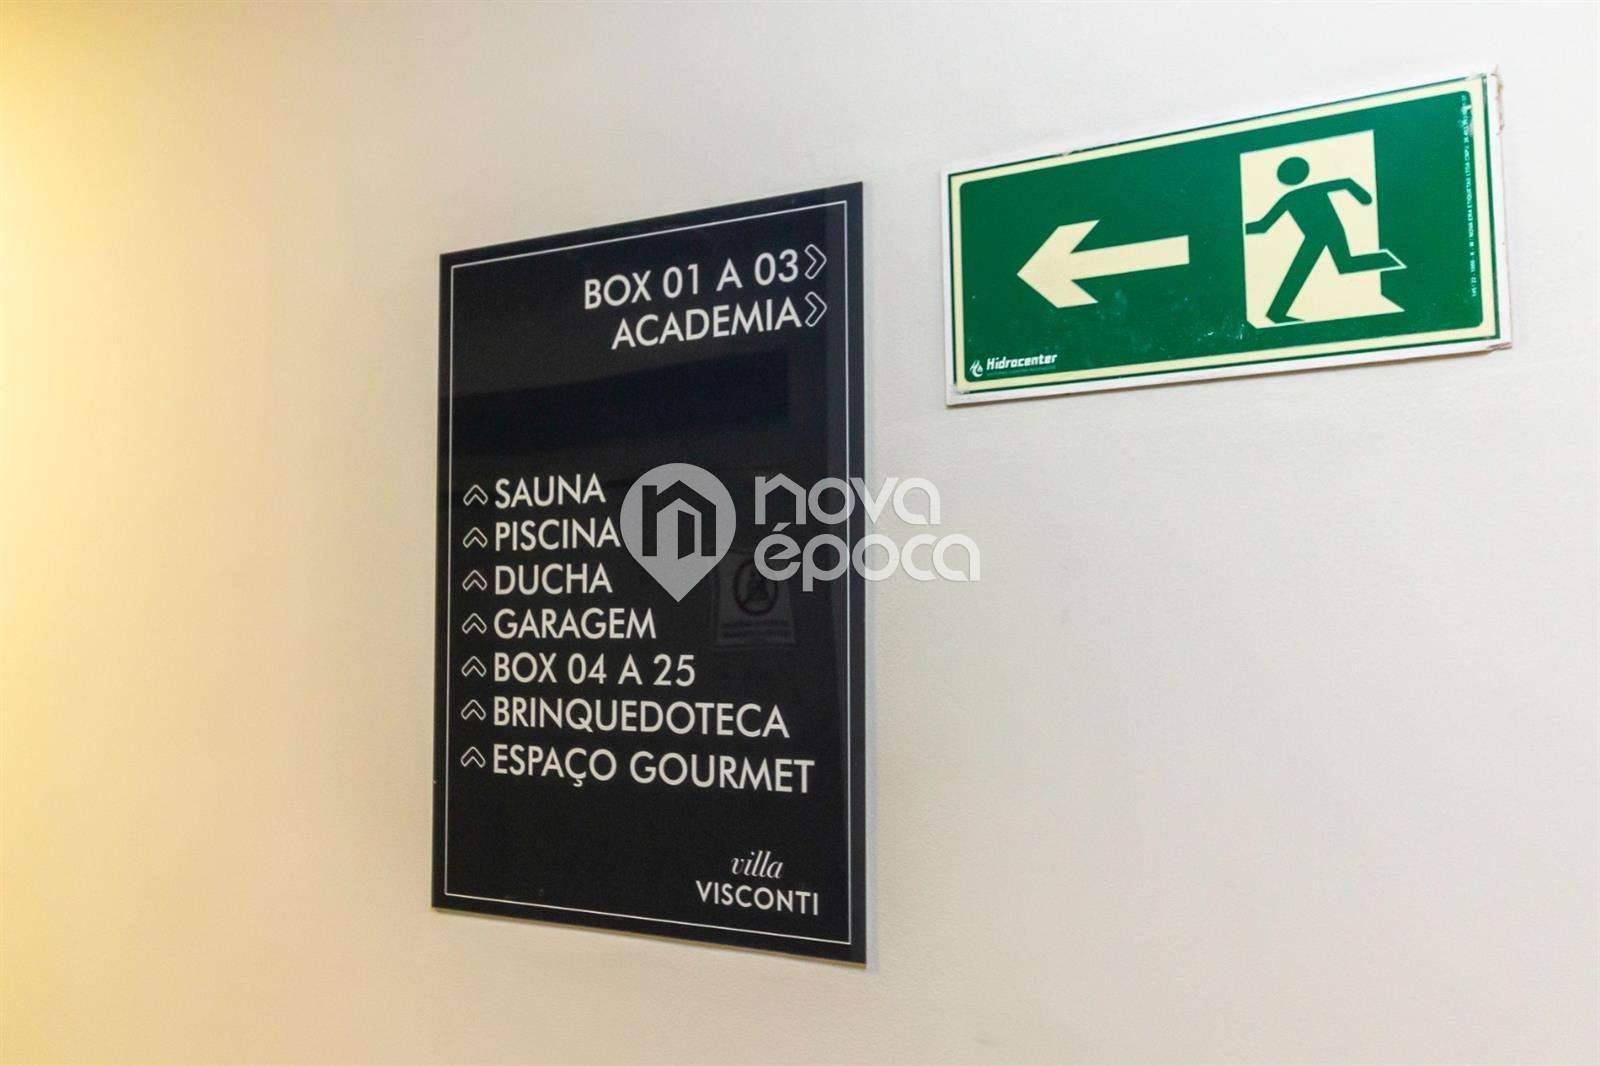 BOX 01 A 03
ACADEMIA
SAUNA
PISCINA
DUCHA
GARAGEM
BOX 04 A 25
BRINQUEDOTECA
ESPAÇO GOURMET
villa
VISCONTI
nova
época
Hidrocenter